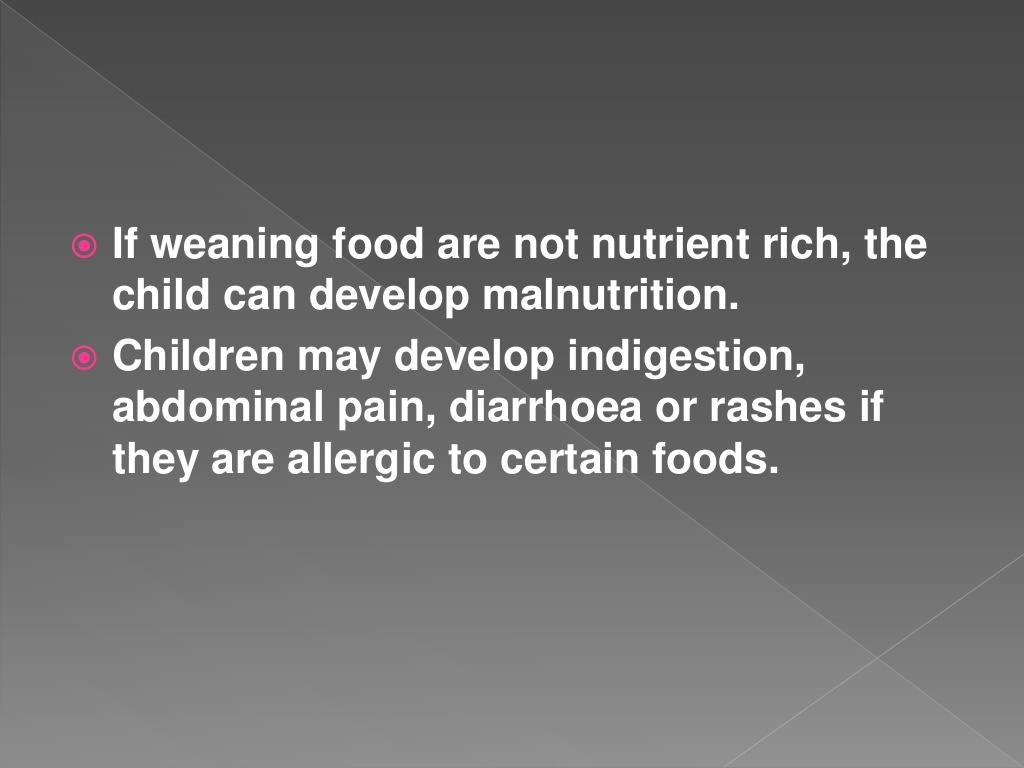 If weaning food are not nutrient rich, the
child can develop malnutrition.
Children may develop indigestion,
abdominal pain, diarrhoea or rashes if
they are allergic to certain foods.